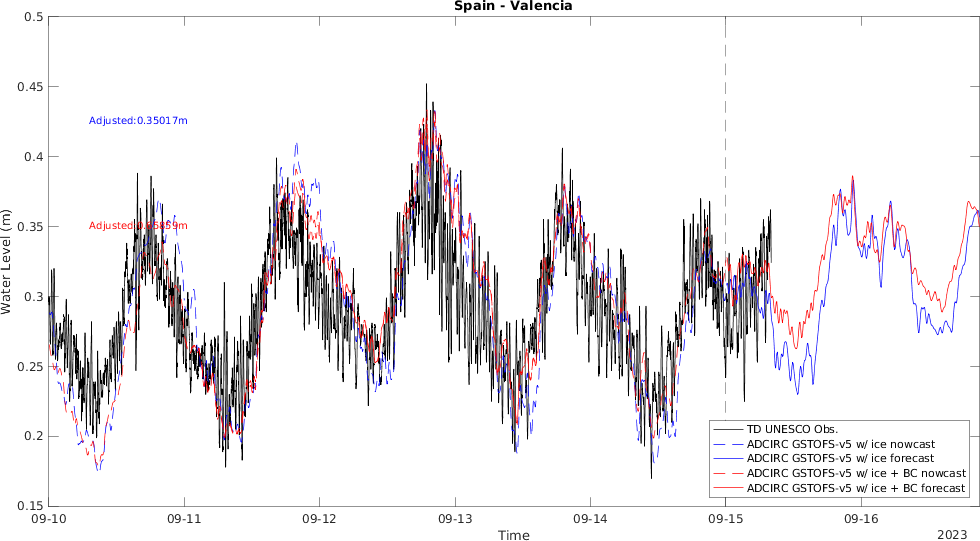 Spain - Valencia
0.5
0.45
0.4
0.35
0.3
0.25
0.2
0.15
Water Level (m)
Adjusted:0.35017m
TD UNESCO Obs.
ADCIRC GSTOFS-v5 w/ ice nowcast
ADCIRC GSTOFS-v5 w/ ice forecast
ADCIRC GSTOFS-v5 w/ ice + BC nowcast
ADCIRC GSTOFS-v5 w/ ice + BC forecast
09-10 09-11 09-12 09-13 09-14 09-15 09-16
Time
2023